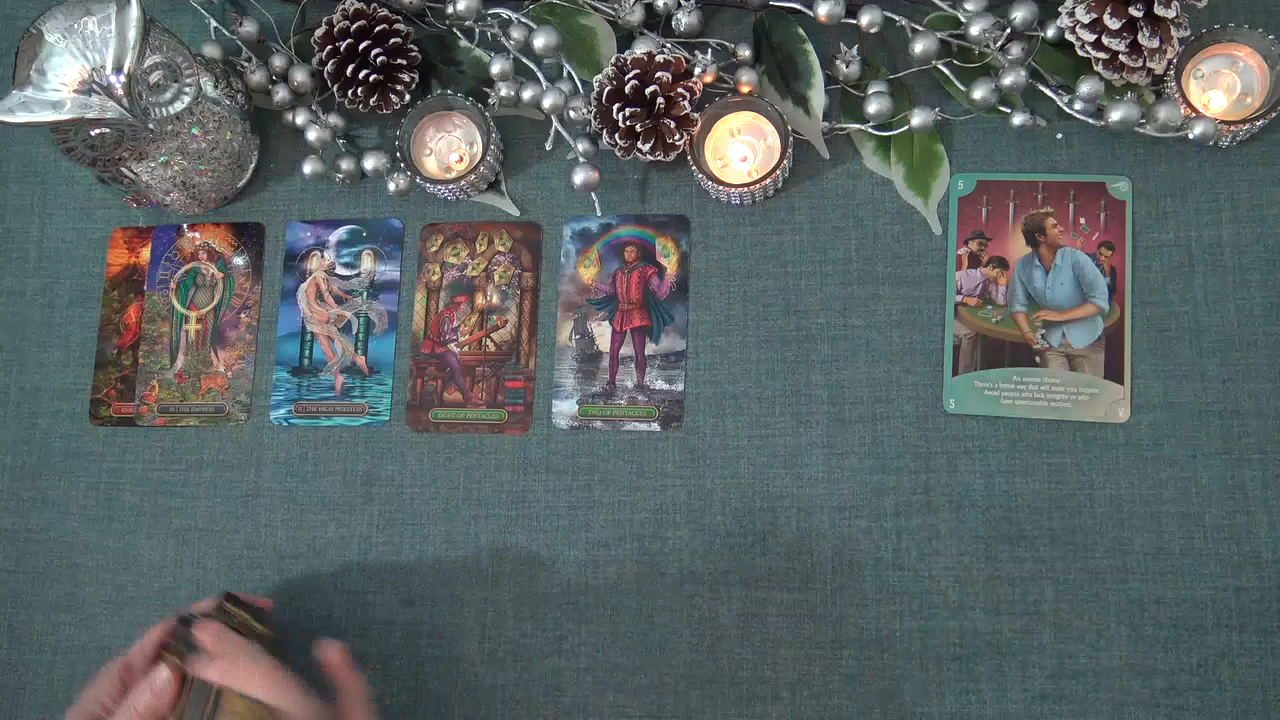 III | THE EMPRESS
II | THE HIGH PRIESTESS
EIGHT OF PENTACLES
TWO OF PENTACLES
5
An unwise choice.
There's a better way that will make you happier.
Avoid people who lack integrity or who
have questionable motives.
S
V